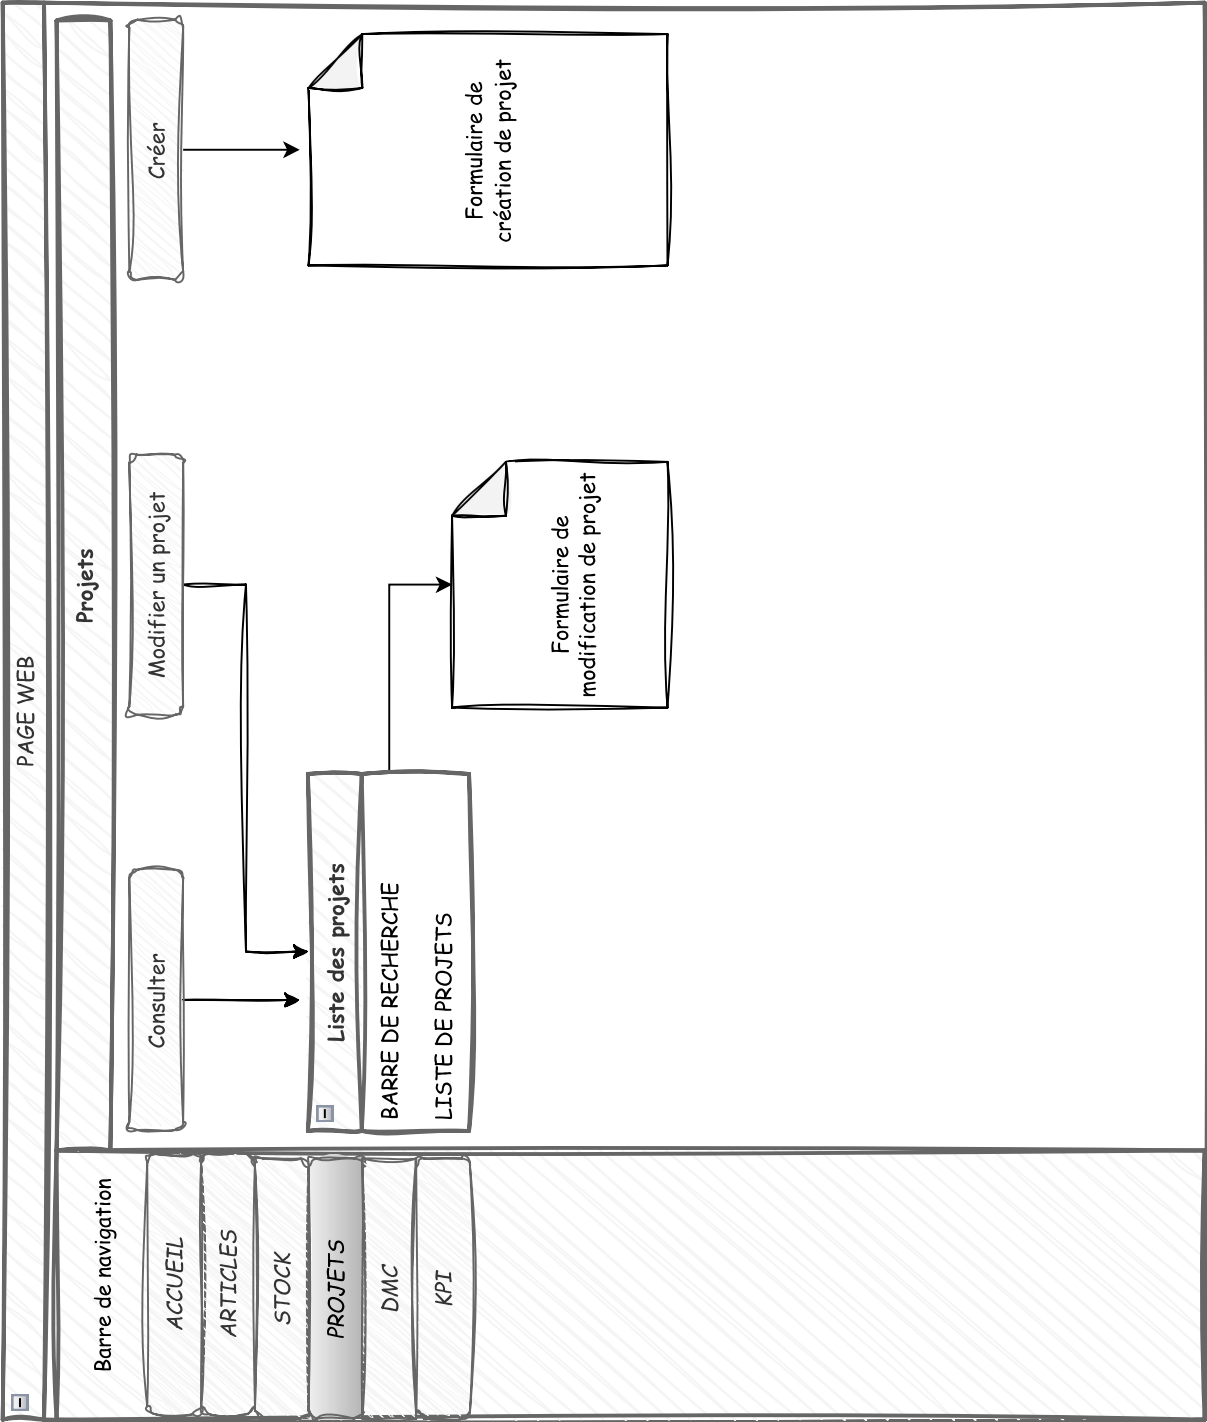 PAGE WEB
Barre de navigation
ACCUEIL
ARTICLES
STOCK
PROJETS
DMC
KPI
Projets
Consulter
Modifier un projet
Créer
Liste des projets
BARRE DE RECHERCHE
LISTE DE PROJETS
Formulaire de
modification de projet
Formulaire de
création de projet